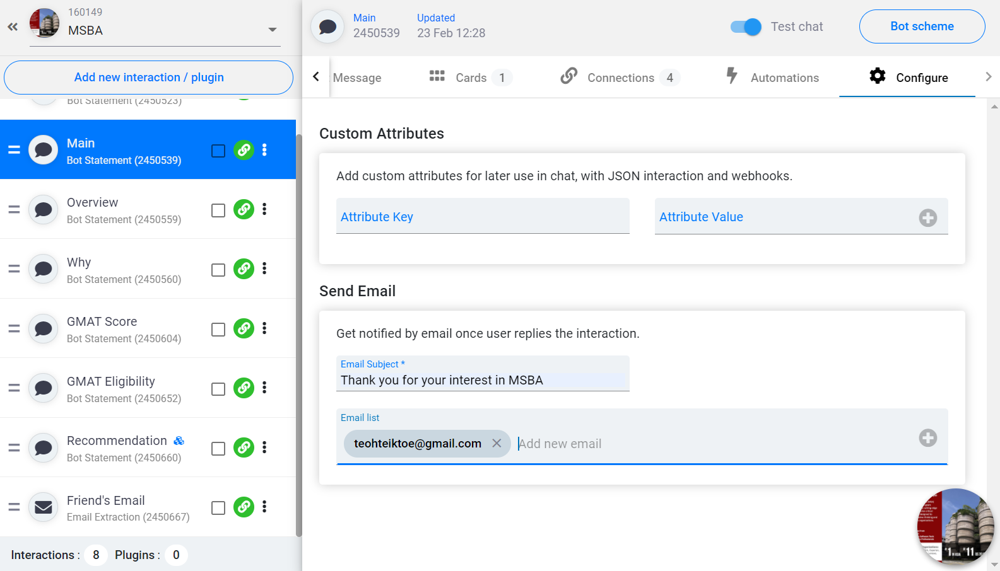 160149
MSBA
Add new interaction / plugin
Bot Statement (2450523)
Main
Bot Statement (2450539)
Overview
Bot Statement (2450559)
Why
Bot Statement (2450560)
GMAT Score
Bot Statement (2450604)
GMAT Eligibility
Bot Statement (2450652)
Recommendation
Bot Statement (2450660)
Friend's Email
Email Extraction (2450667)
Interactions : 8 Plugins : 0
Main
2450539
Updated
23 Feb 12:28
Test chat
Bot scheme
Message
Cards 1
Connections 4
Automations
Configure
Custom Attributes
Add custom attributes for later use in chat, with JSON interaction and webhooks.
Attribute Key
Attribute Value
Send Email
Get notified by email once user replies the interaction.
Email Subject *
Thank you for your interest in MSBA
Email list
teohteiktoe@gmail.com
Add new email
#1 IN ASIA #11